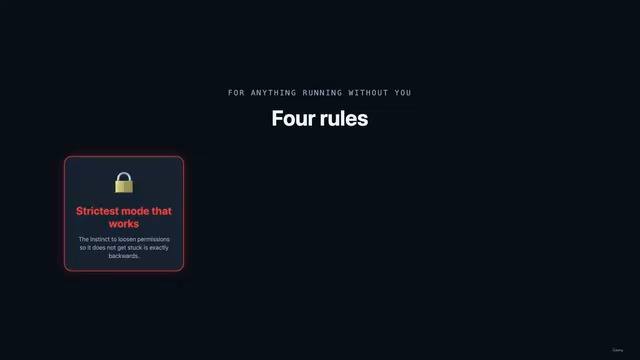 FOR ANYTHING RUNNING WITHOUT YOU
Four rules
Strictest mode that
works
The instinct to loosen permissions
so it does not get stuck is exactly
backwards.